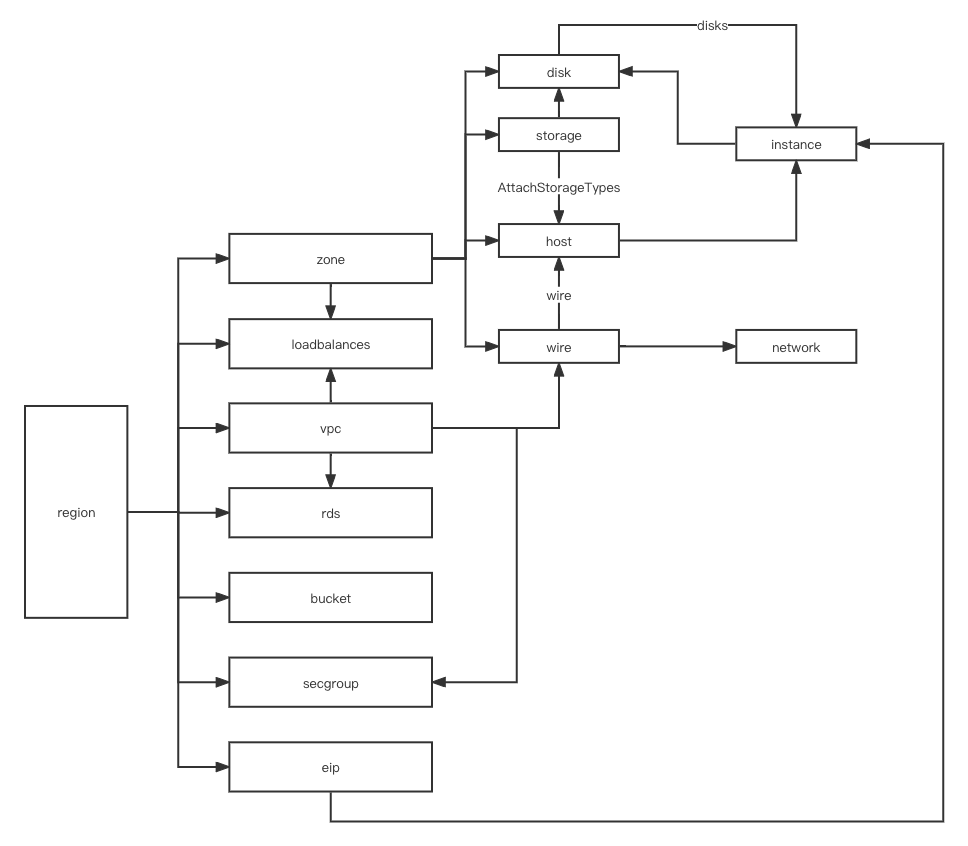 disks
disk
storage
instance
AttachStorageTypes
host
zone
wire
loadbalances
wire
network
vpc
region
rds
bucket
secgroup
eip